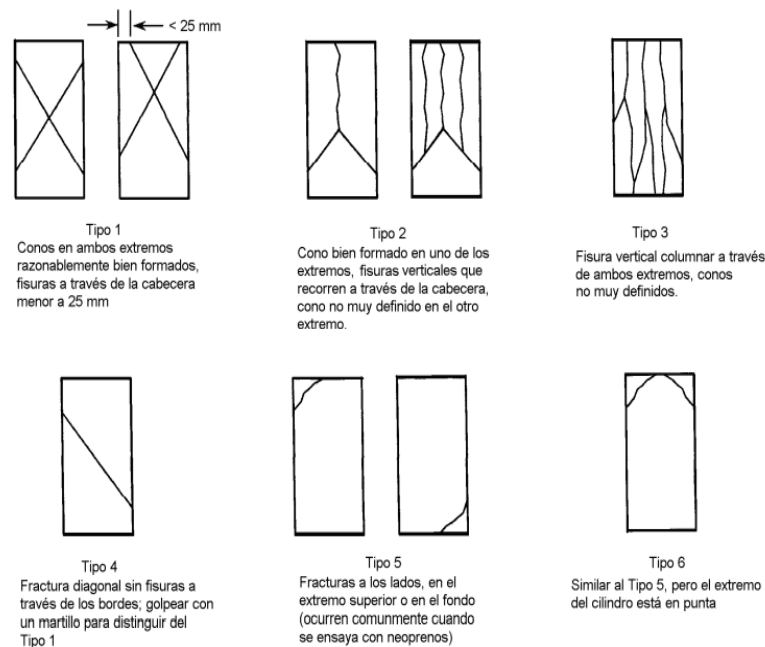 < 25 mm
Tipo 1
Conos en ambos extremos
razonablemente bien formados,
fisuras a través de la cabecera
menor a 25 mm
Tipo 2
Cono bien formado en uno de los
extremos, fisuras verticales que
recorren a través de la cabecera,
cono no muy definido en el otro
extremo.
Tipo 3
Fisura vertical columnar a través
de ambos extremos, conos
no muy definidos.
Tipo 4
Fractura diagonal sin fisuras a
través de los bordes; golpear con
un martillo para distinguir del
Tipo 1
Tipo 5
Fracturas a los lados, en el
extremo superior o en el fondo
(ocurren comunmente cuando
se ensaya con neoprenos)
Tipo 6
Similar al Tipo 5, pero el extremo
del cilindro está en punta